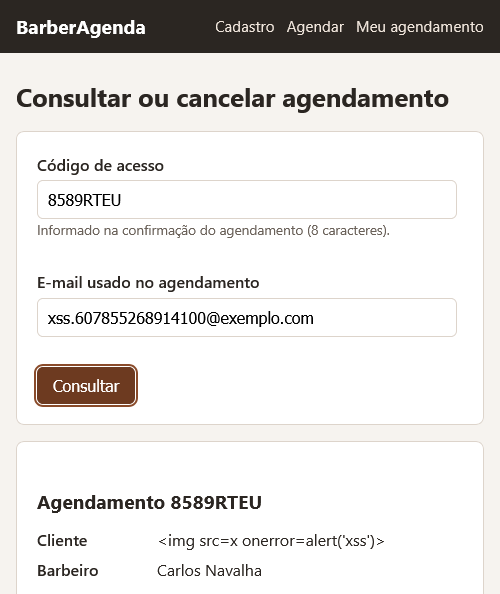 BarberAgenda Cadastro Agendar Meu agendamento
Consultar ou cancelar agendamento
Código de acesso
8589RTEU
Informado na confirmação do agendamento (8 caracteres).
E-mail usado no agendamento
xss.607855268914100@exemplo.com
Consultar
Agendamento 8589RTEU
Cliente <img src=x onerror=alert('xss')>
Barbeiro Carlos Navalha